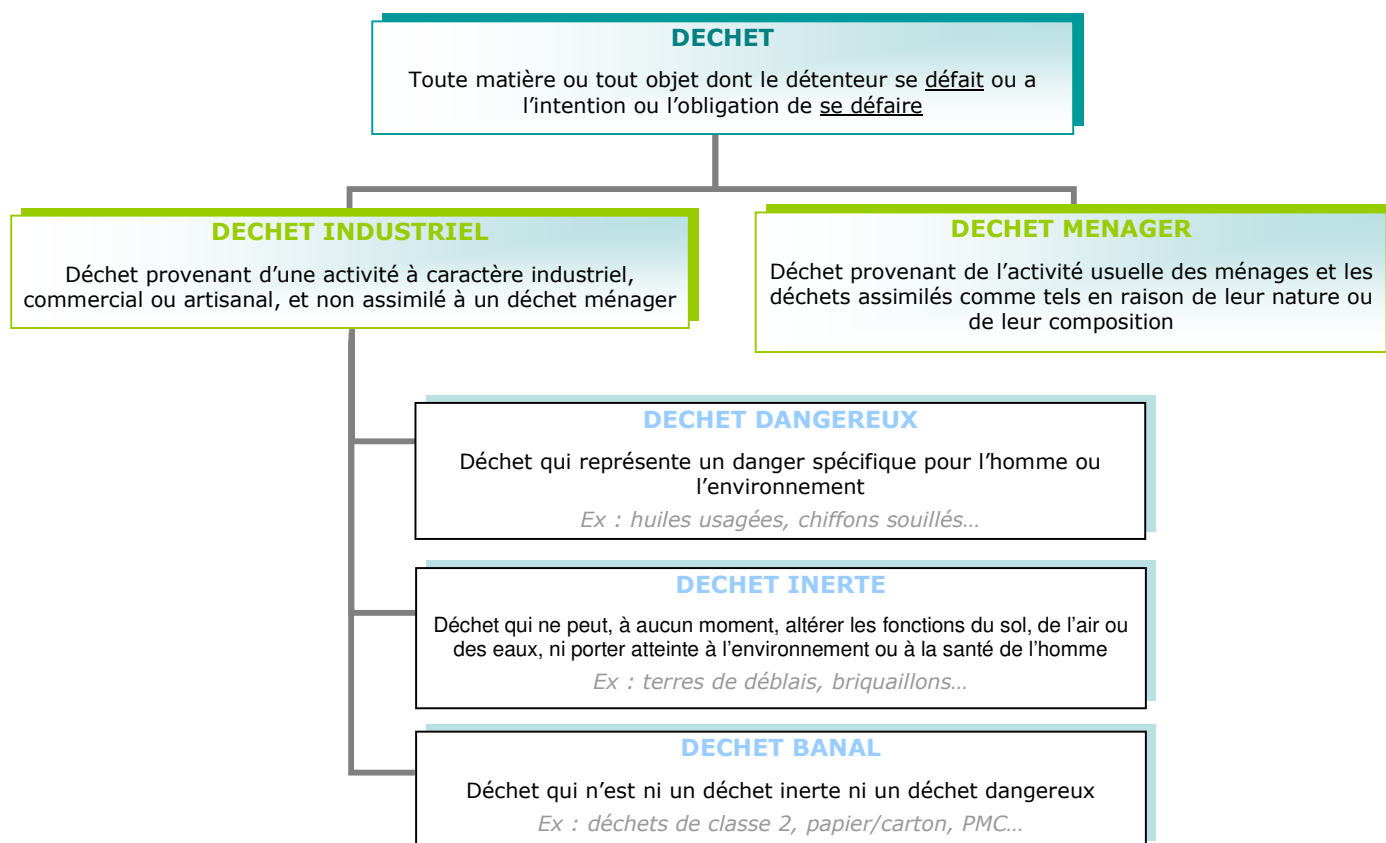 DECHET
Toute matière ou tout objet dont le détenteur se défait ou a
l’intention ou l’obligation de se défaire
DECHET INDUSTRIEL
Déchet provenant d’une activité à caractère industriel,
commercial ou artisanal, et non assimilé à un déchet ménager
DECHET MENAGER
Déchet provenant de l’activité usuelle des ménages et les
déchets assimilés comme tels en raison de leur nature ou
de leur composition
DECHET DANGEREUX
Déchet qui représente un danger spécifique pour l’homme ou
l’environnement
Ex : huiles usagées, chiffons souillés…
DECHET INERTE
Déchet qui ne peut, à aucun moment, altérer les fonctions du sol, de l’air ou
des eaux, ni porter atteinte à l’environnement ou à la santé de l’homme
Ex : terres de déblais, briquaillons…
DECHET BANAL
Déchet qui n’est ni un déchet inerte ni un déchet dangereux
Ex : déchets de classe 2, papier/carton, PMC…